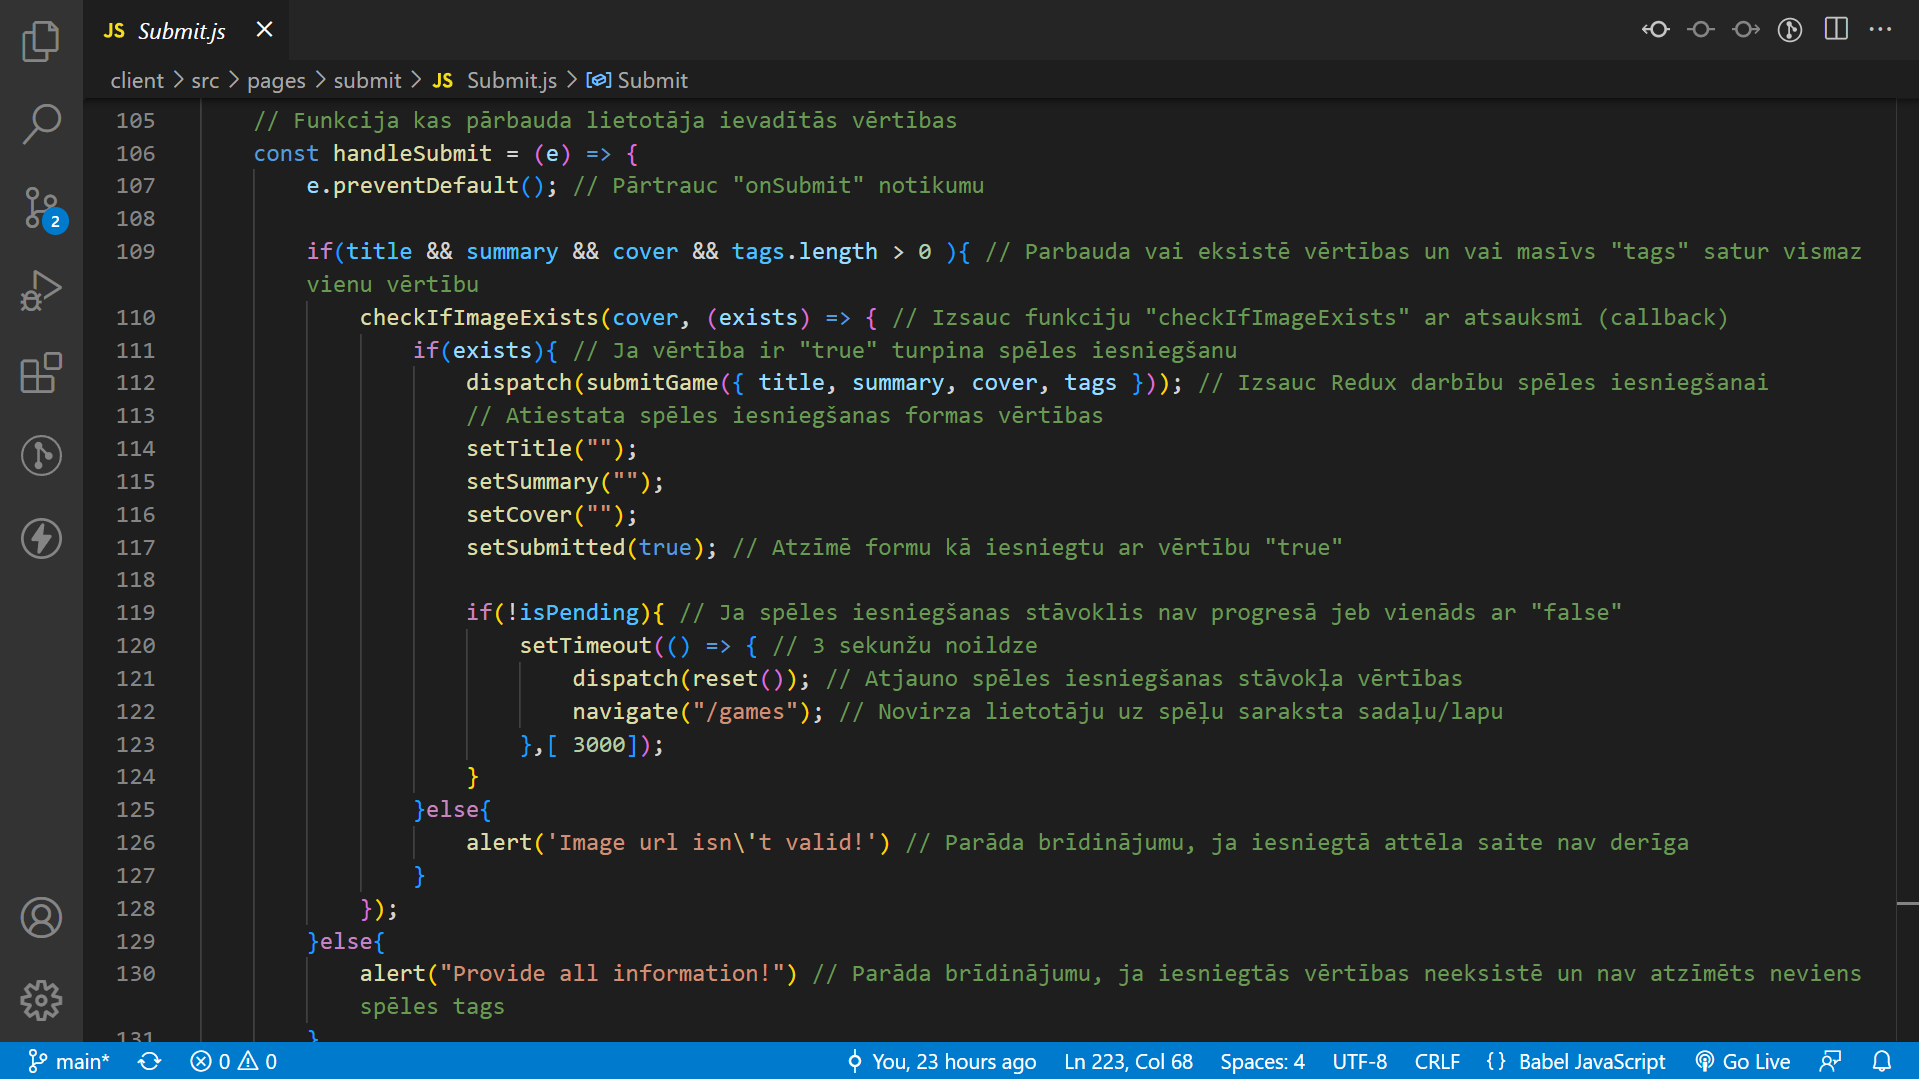 JS Submit.js
client > src > pages > submit > JS Submit.js > Submit
105 // Funkcija kas pārbauda lietotāja ievadītās vērtības
106 const handleSubmit = (e) => {
107 e.preventDefault(); // Pārtrauc "onSubmit" notikumu
108
109 if(title && summary && cover && tags.length > 0 ){ // Parbauda vai eksistē vērtības un vai masīvs "tags" satur vismaz
vienu vērtību
110 checkIfImageExists(cover, (exists) => { // Izsauc funkciju "checkIfImageExists" ar atsauksmi (callback)
111 if(exists){ // Ja vērtība ir "true" turpina spēles iesniegšanu
112 dispatch(submitGame({ title, summary, cover, tags })); // Izsauc Redux darbību spēles iesniegšanai
113 // Atiestata spēles iesniegšanas formas vērtības
114 setTitle("");
115 setSummary("");
116 setCover("");
117 setSubmitted(true); // Atzīmē formu kā iesniegtu ar vērtību "true"
118
119 if(!isPending){ // Ja spēles iesniegšanas stāvoklis nav progresā jeb vienāds ar "false"
120 setTimeout(() => { // 3 sekunžu noildze
121 dispatch(reset()); // Atjauno spēles iesniegšanas stāvokļa vērtības
122 navigate("/games"); // Novirza lietotāju uz spēļu saraksta sadaļu/lapu
123 },[ 3000]);
124 }
125 }else{
126 alert('Image url isn\'t valid!') // Parāda brīdinājumu, ja iesniegtā attēla saite nav derīga
127 }
128 });
129 }else{
130 alert("Provide all information!") // Parāda brīdinājumu, ja iesniegtās vērtības neeksistē un nav atzīmēts neviens
spēles tags
131 }
2
main* 0 0 You, 23 hours ago Ln 223, Col 68 Spaces: 4 UTF-8 CRLF {} Babel JavaScript Go Live